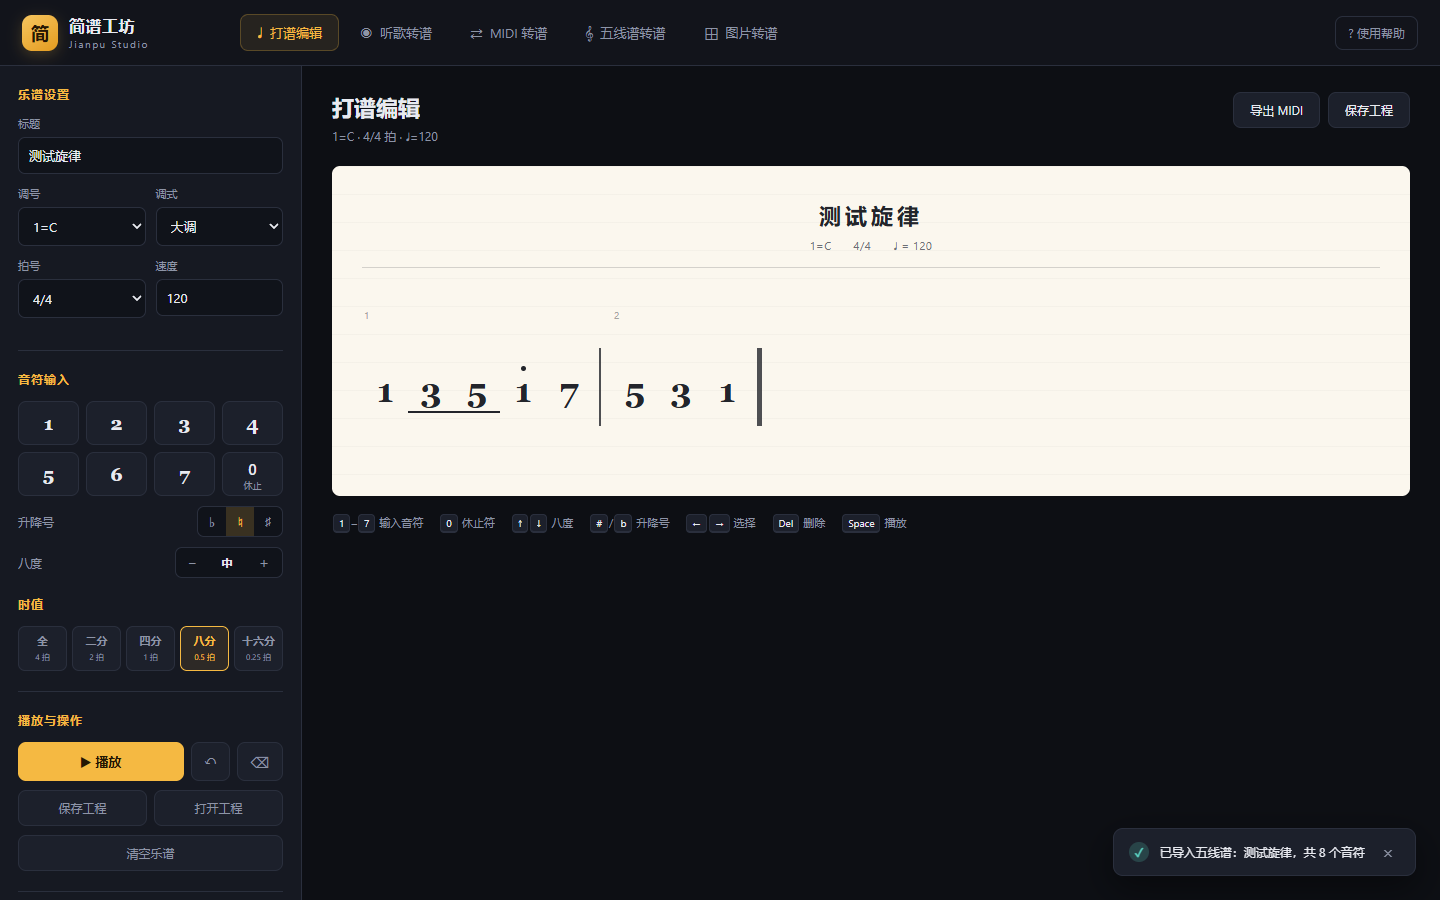 简 简谱工坊
Jianpu Studio
♩ 打谱编辑 ◉ 听歌转谱 ⇄ MIDI 转谱 𝄞 五线谱转谱 田 图片转谱
? 使用帮助
乐谱设置
标题
测试旋律
调号 调式
1=C 大调
拍号 速度
4/4 120
音符输入
1 2 3 4
5 6 7 0
休止
升降号 ♭ ♮ ♯
八度 − 中 +
时值
全 二分 四分 八分 十六分
4 拍 2 拍 1 拍 0.5 拍 0.25 拍
播放与操作
▶ 播放 ↶ ⌫
保存工程 打开工程
清空乐谱
打谱编辑
1=C · 4/4 拍 · ♩=120
导出 MIDI 保存工程
测试旋律
1=C 4/4 ♩ = 120
1 2
1 3 5 1 7 5 3 1
1 – 7 输入音符 0 休止符 ↑ ↓ 八度 # / b 升降号 ← → 选择 Del 删除 Space 播放
✓ 已导入五线谱：测试旋律，共 8 个音符 ×